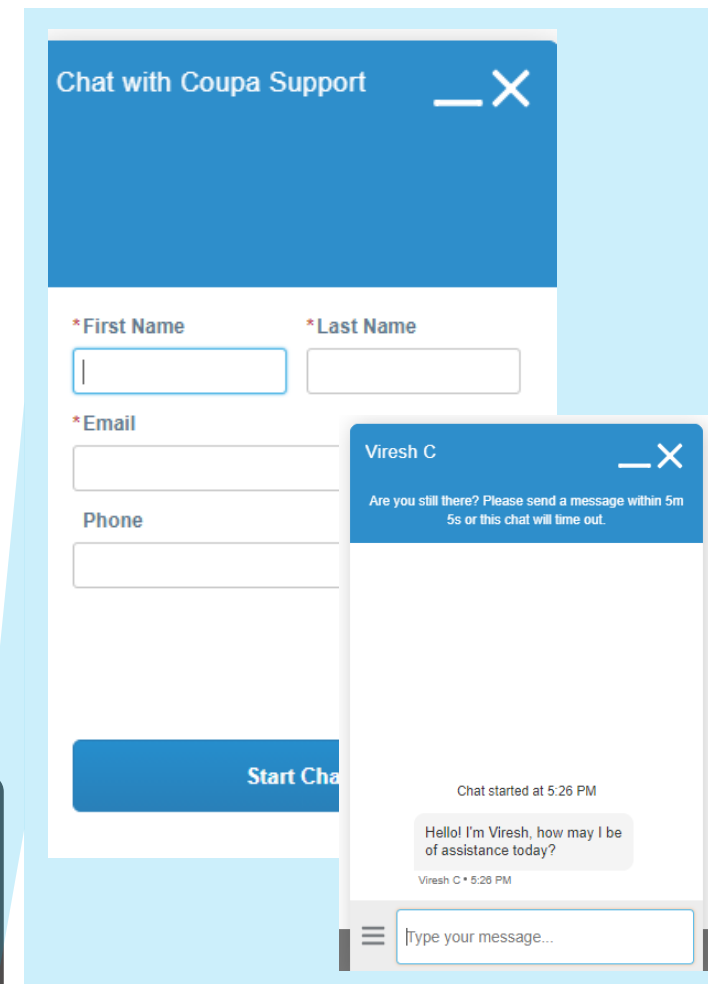 Chat with Coupa Support
*First Name
*Last Name
*Email
Phone
Start Cha
Viresh C
Are you still there? Please send a message within 5m
5s or this chat will time out.
Chat started at 5:26 PM
Hello! I'm Viresh, how may I be
of assistance today?
Viresh C • 5:26 PM
Type your message...